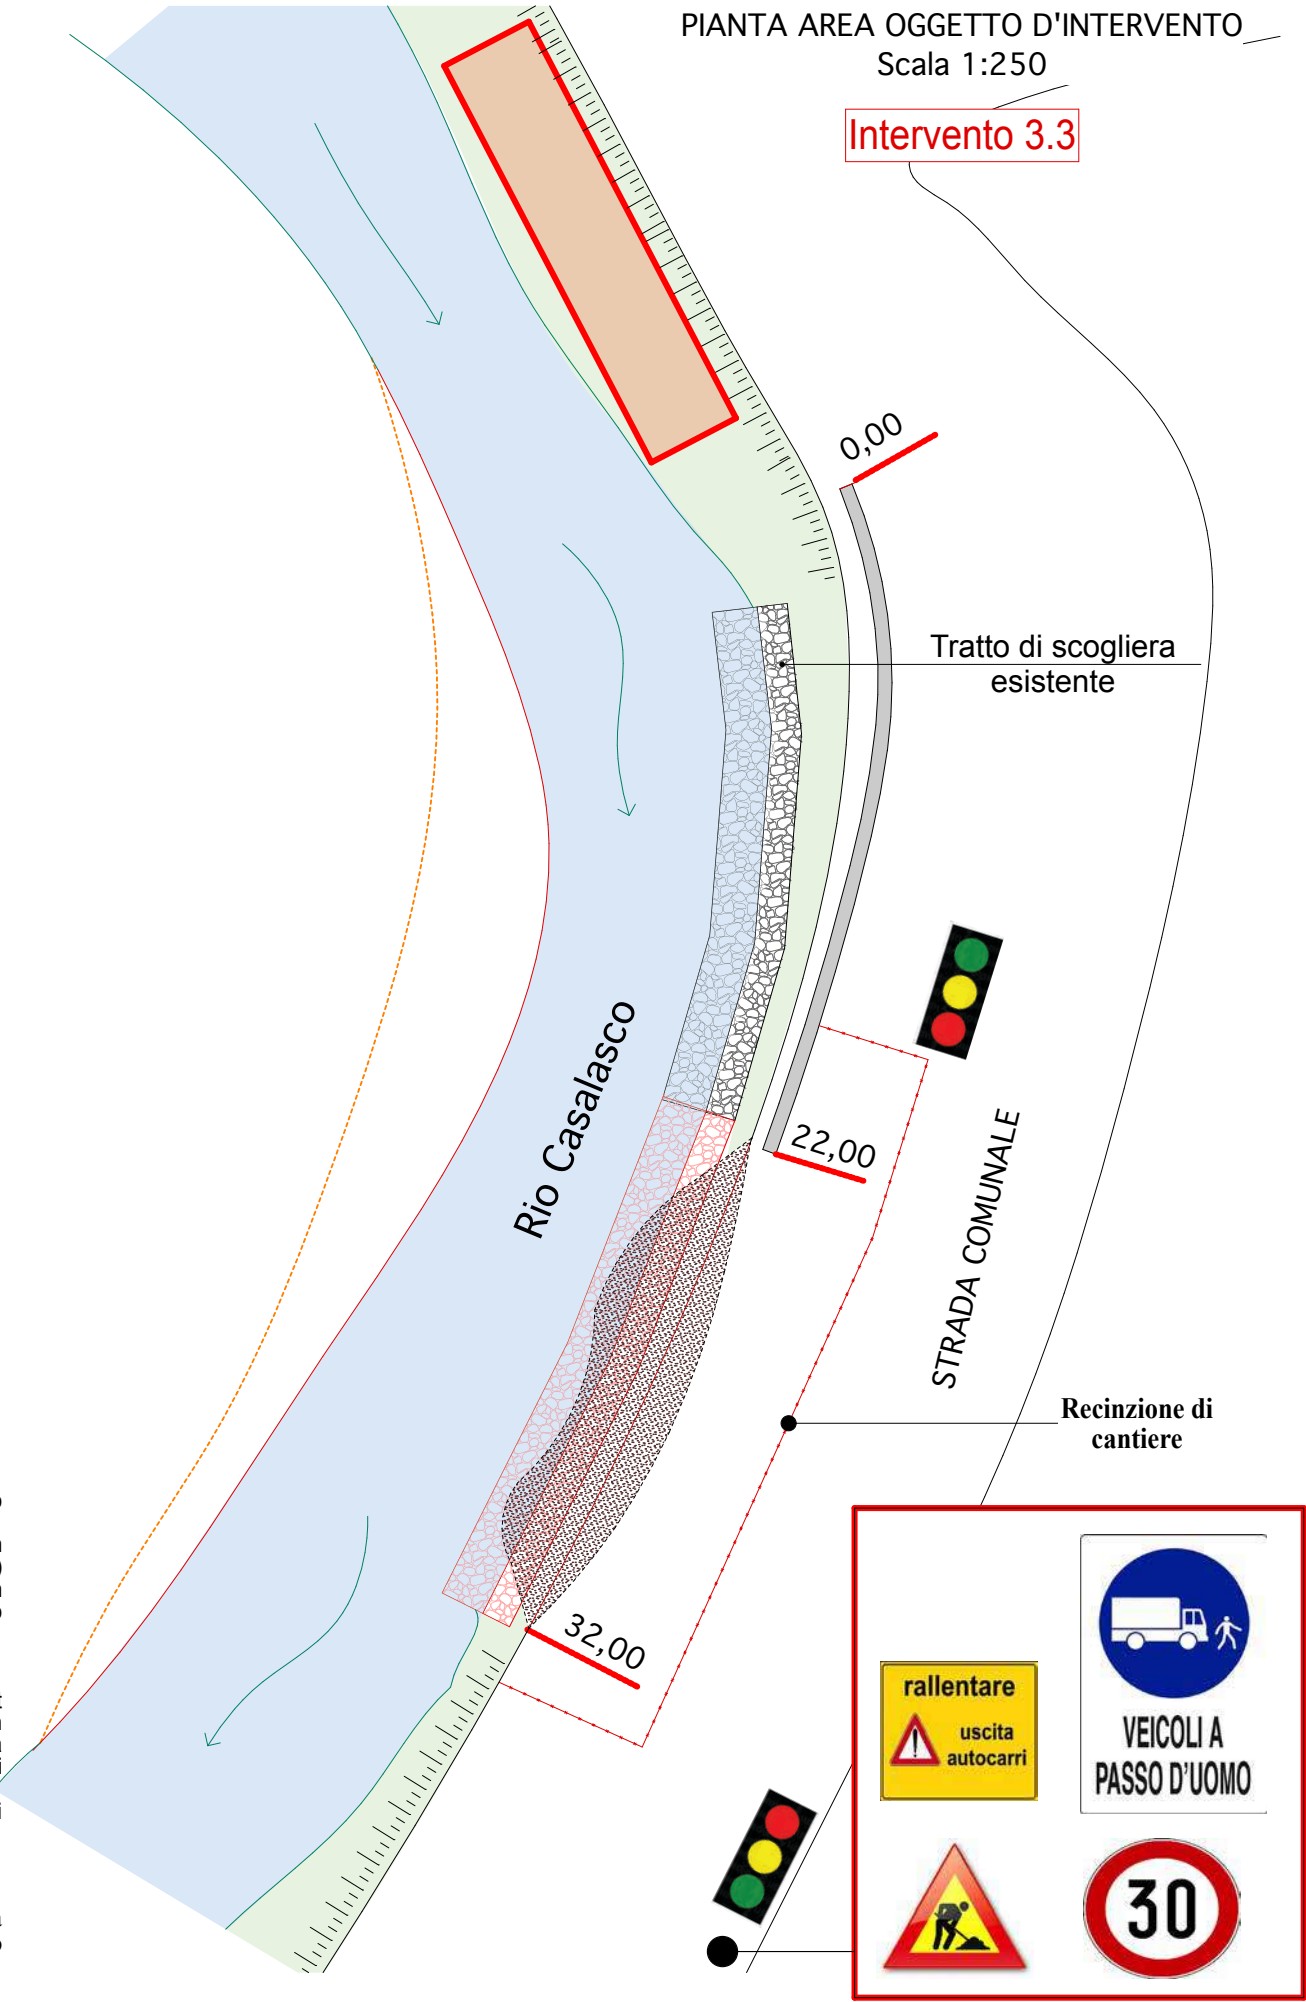 PIANTA AREA OGGETTO D'INTERVENTO
Scala 1:250
Intervento 3.3
0,00
Tratto di scogliera
esistente
Rio Casalasco
22,00
STRADA COMUNALE
Recinzione di
cantiere
32,00
rallentare
uscita
autocarri
VEICOLI A
PASSO D'UOMO
30